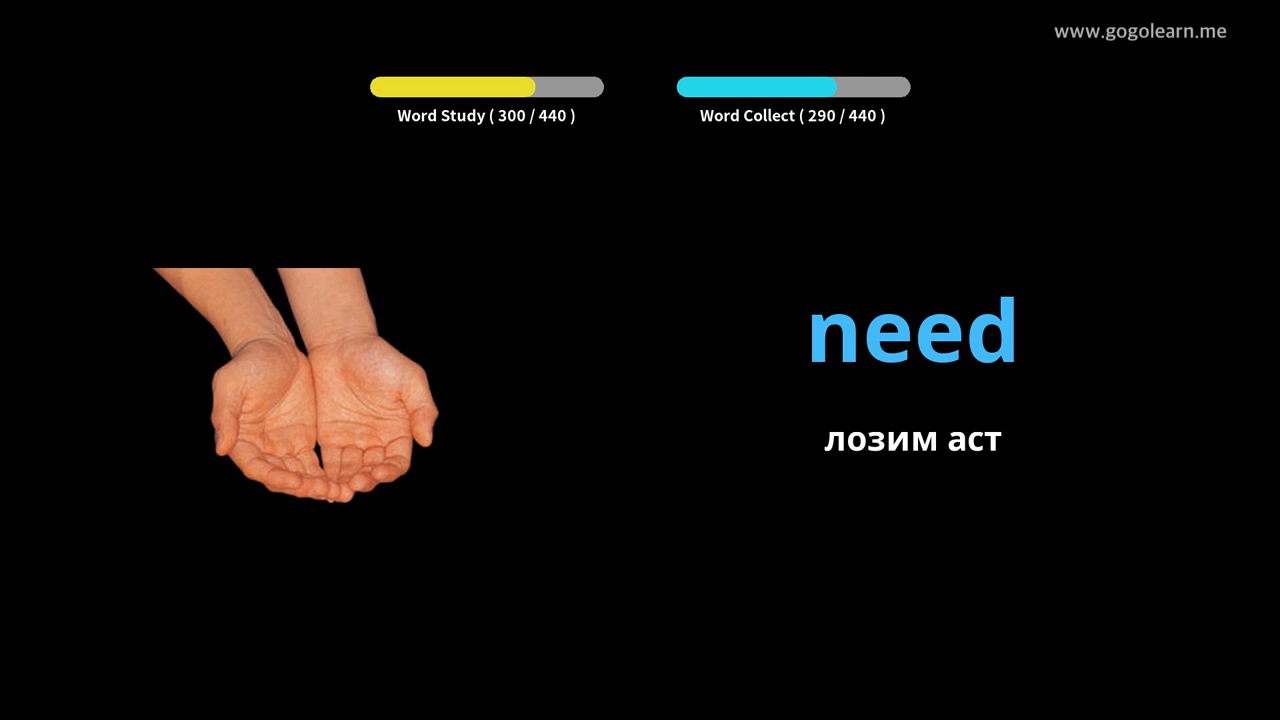 www.gogolearn.me
Word Study ( 300 / 440 )
Word Collect ( 290 / 440 )
need
лозим аст